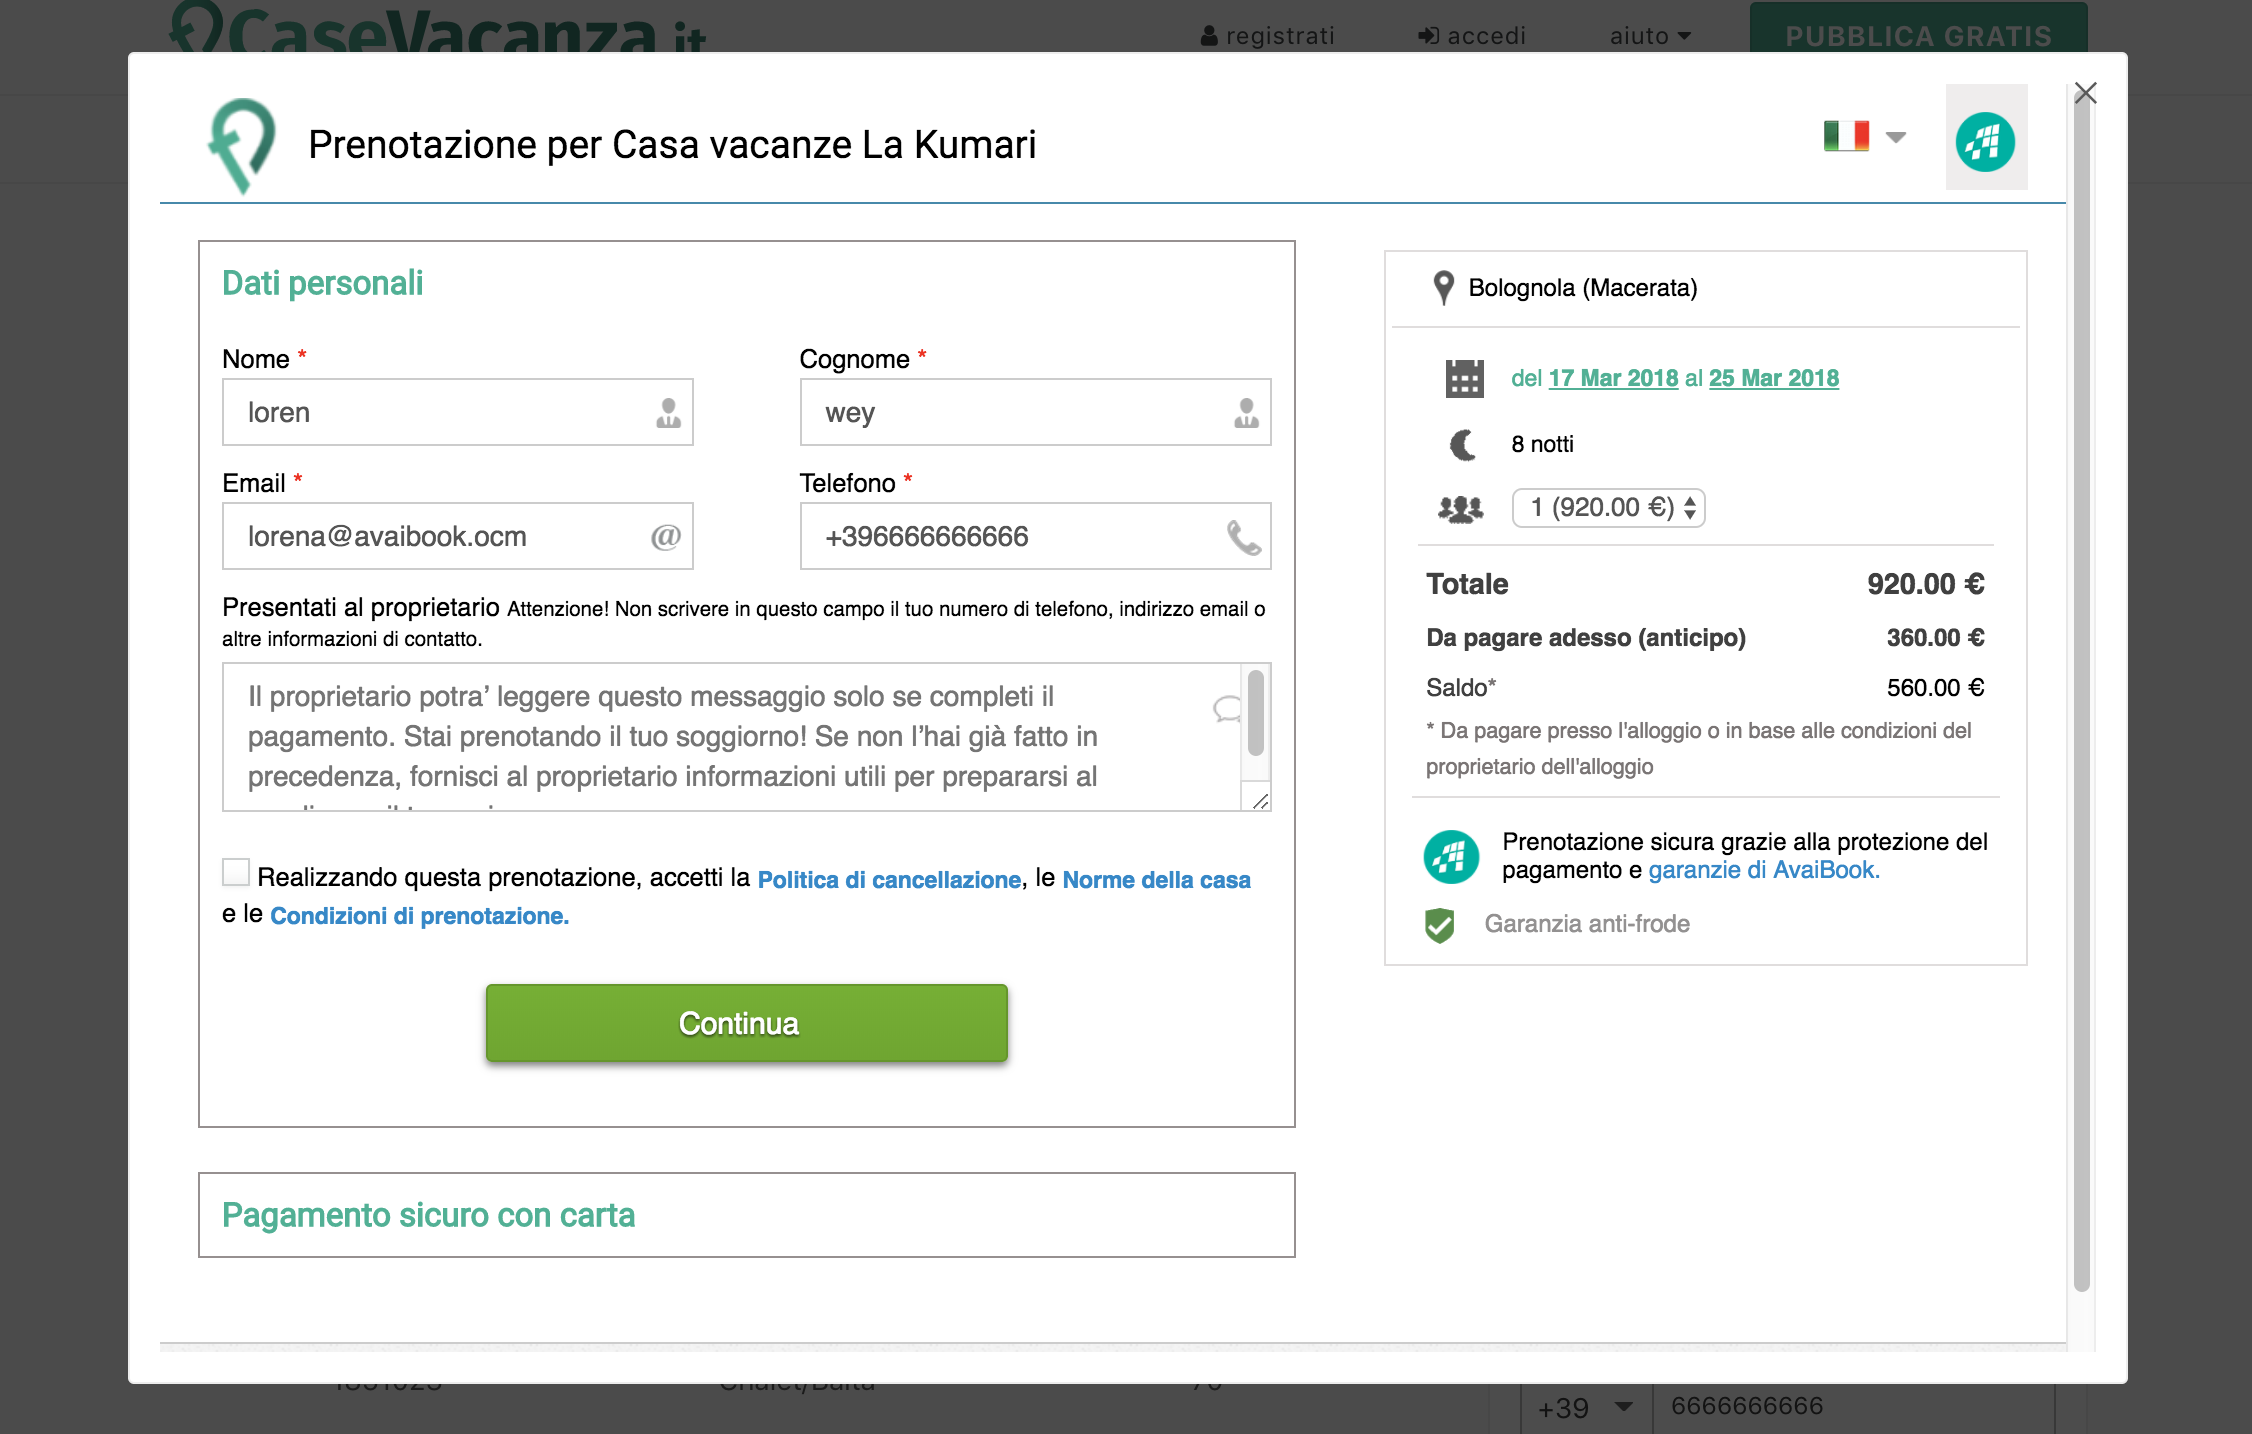 CaseVacanza.it
registrati
accedi
aiuto
PUBBLICA GRATIS
Prenotazione per Casa vacanze La Kumari
Dati personali
Nome *
Cognome *
loren
wey
Email *
Telefono *
lorena@avaibook.ocm
@
+396666666666
Presentati al proprietario Attenzione! Non scrivere in questo campo il tuo numero di telefono, indirizzo email o
altre informazioni di contatto.
Il proprietario potra’ leggere questo messaggio solo se completi il
pagamento. Stai prenotando il tuo soggiorno! Se non l’hai già fatto in
precedenza, fornisci al proprietario informazioni utili per prepararsi al
Realizzando questa prenotazione, accetti la Politica di cancellazione, le Norme della casa
e le Condizioni di prenotazione.
Continua
Pagamento sicuro con carta
Bolognola (Macerata)
del 17 Mar 2018 al 25 Mar 2018
8 notti
1 (920.00 €)
Totale 920.00 €
Da pagare adesso (anticipo) 360.00 €
Saldo* 560.00 €
* Da pagare presso l'alloggio o in base alle condizioni del
proprietario dell'alloggio
Prenotazione sicura grazie alla protezione del
pagamento e garanzie di AvaiBook.
Garanzia anti-frode
+39
6666666666